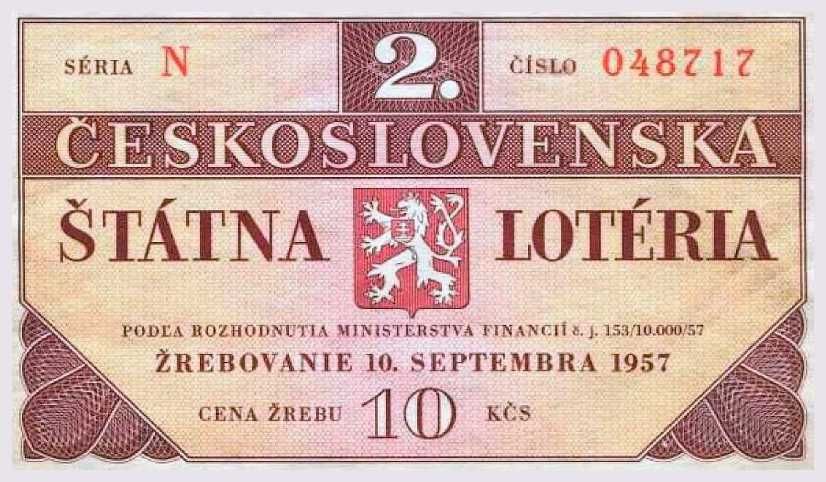 SÉRIA N 2. ČÍSLO 048717
ČESKOSLOVENSKÁ
ŠTÁTNA LOTÉRIA
PODĽA ROZHODNUTIA MINISTERSTVA FINANCIÍ č. j. 153/10.000/57
ŽREBOVANIE 10. SEPTEMBRA 1957
CENA ŽREBU 10 KČS